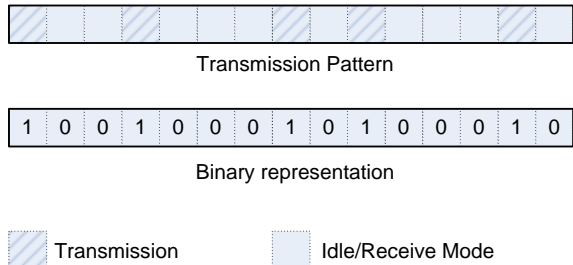 Transmission Pattern
1 0 0 1 0 0 0 1 0 1 0 0 0 1 0
Binary representation
Transmission Idle/Receive Mode